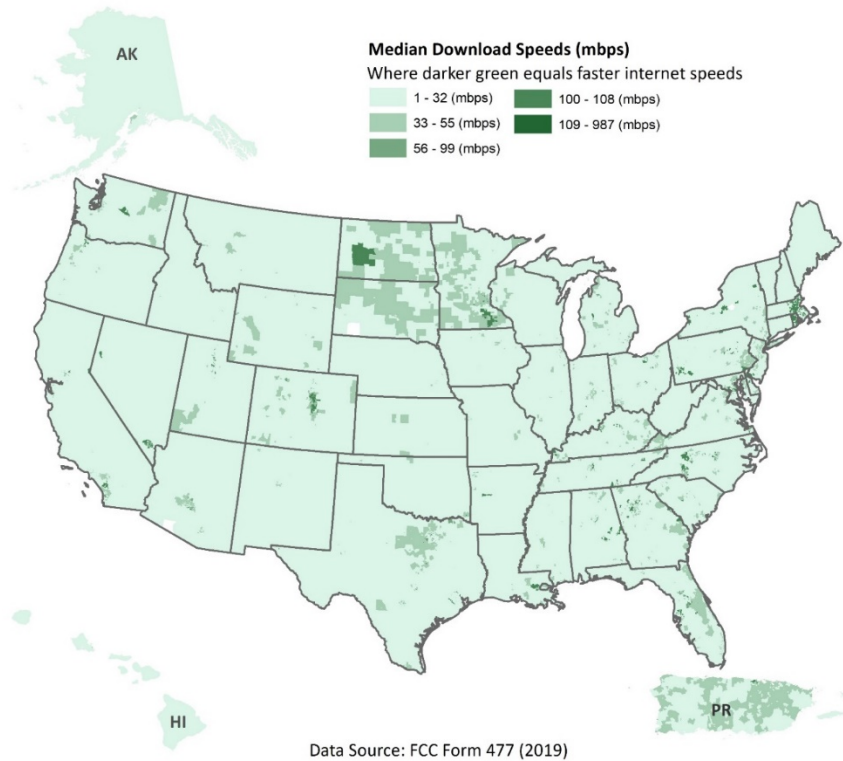 AK
Median Download Speeds (mbps)
Where darker green equals faster internet speeds
1 - 32 (mbps)
100 - 108 (mbps)
33 - 55 (mbps)
109 - 987 (mbps)
56 - 99 (mbps)
HI
PR
Data Source: FCC Form 477 (2019)